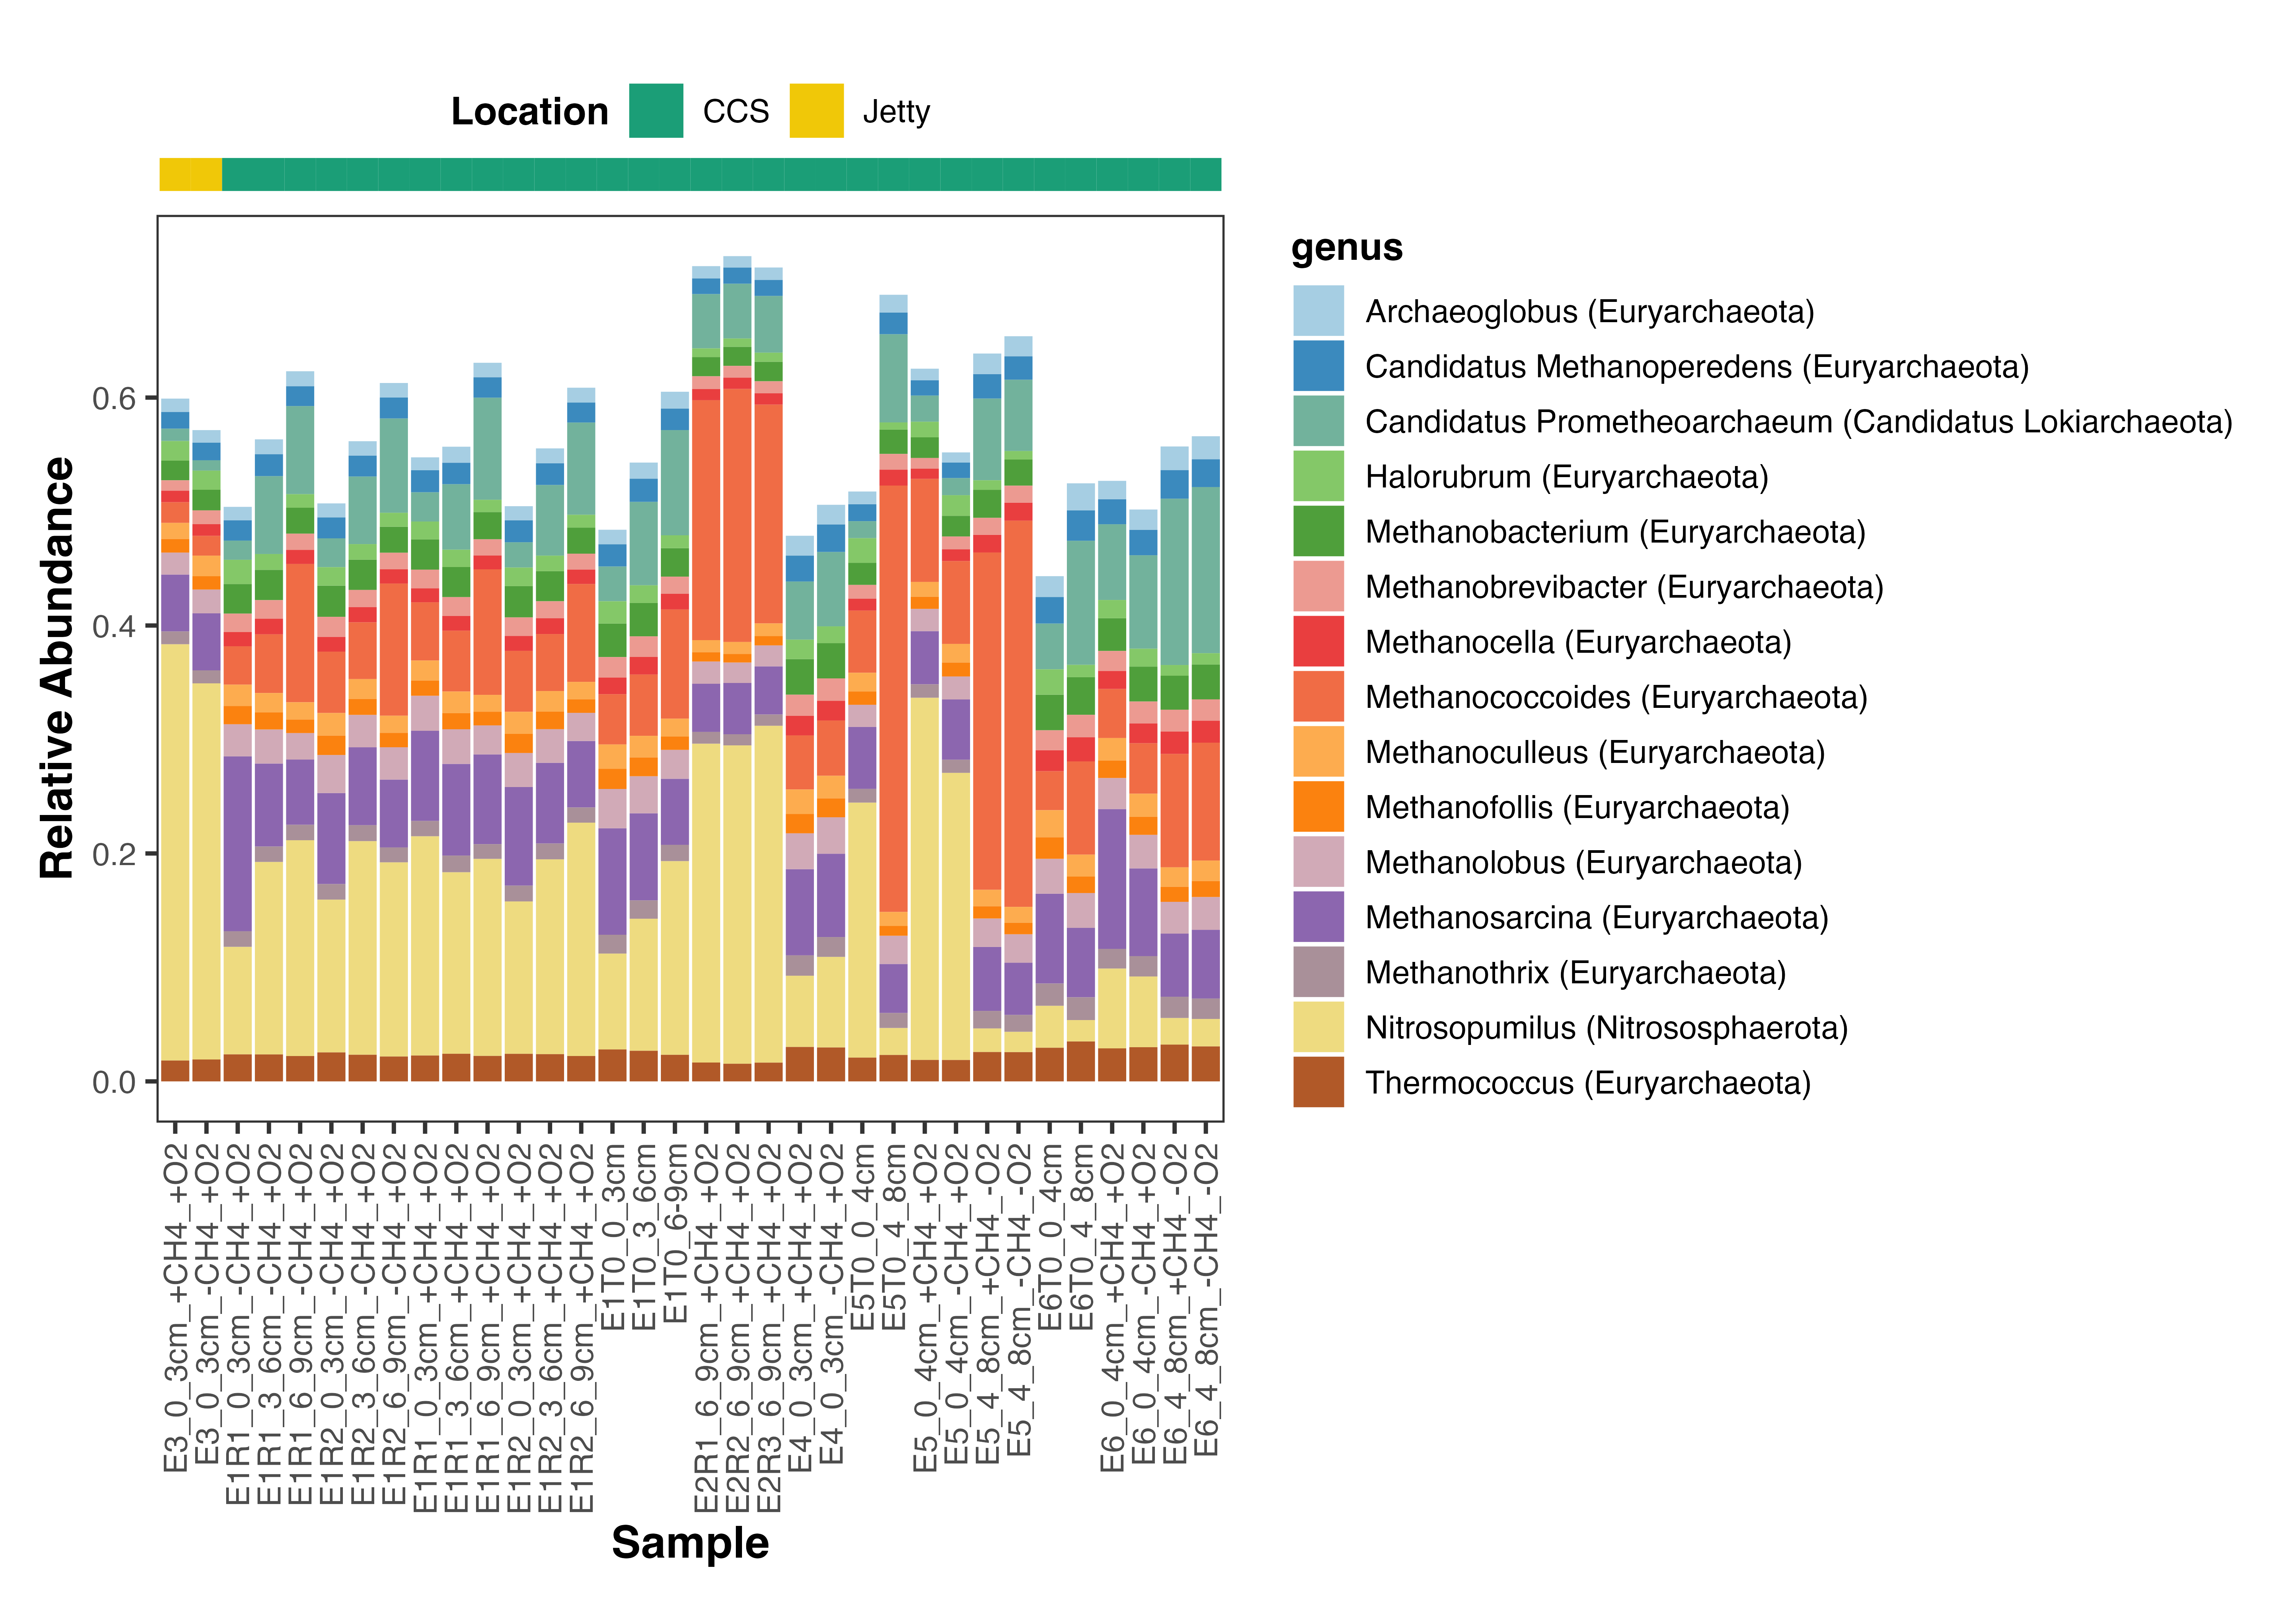 Location CCS Jetty
Relative Abundance
0.6
0.4
0.2
0.0
E3_0_3cm_+CH4_+O2
E3_0_3cm_-CH4_+O2
E1R1_0_3cm_-CH4_+O2
E1R1_3_6cm_-CH4_+O2
E1R1_6_9cm_-CH4_+O2
E1R2_0_3cm_-CH4_+O2
E1R2_3_6cm_-CH4_+O2
E1R2_6_9cm_-CH4_+O2
E1R1_0_3cm_+CH4_+O2
E1R1_3_6cm_+CH4_+O2
E1R1_6_9cm_+CH4_+O2
E1R2_0_3cm_+CH4_+O2
E1R2_3_6cm_+CH4_+O2
E1R2_6_9cm_+CH4_+O2
E1T0_0_3cm
E1T0_3_6cm
E1T0_6-9cm
E2R1_6_9cm_+CH4_+O2
E2R2_6_9cm_+CH4_+O2
E2R3_6_9cm_+CH4_+O2
E4_0_3cm_+CH4_+O2
E4_0_3cm_-CH4_+O2
E5T0_0_4cm
E5T0_4_8cm
E5_0_4cm_+CH4_+O2
E5_0_4cm_-CH4_+O2
E5_4_8cm_+CH4_-O2
E5_4_8cm_-CH4_-O2
E6T0_0_4cm
E6T0_4_8cm
E6_0_4cm_+CH4_+O2
E6_0_4cm_-CH4_+O2
E6_4_8cm_+CH4_-O2
E6_4_8cm_-CH4_-O2
Sample
genus
Archaeoglobus (Euryarchaeota)
Candidatus Methanoperedens (Euryarchaeota)
Candidatus Prometheoarchaeum (Candidatus Lokiarchaeota)
Halorubrum (Euryarchaeota)
Methanobacterium (Euryarchaeota)
Methanobrevibacter (Euryarchaeota)
Methanocella (Euryarchaeota)
Methanococcoides (Euryarchaeota)
Methanoculleus (Euryarchaeota)
Methanofollis (Euryarchaeota)
Methanolobus (Euryarchaeota)
Methanosarcina (Euryarchaeota)
Methanothrix (Euryarchaeota)
Nitrosopumilus (Nitrososphaerota)
Thermococcus (Euryarchaeota)